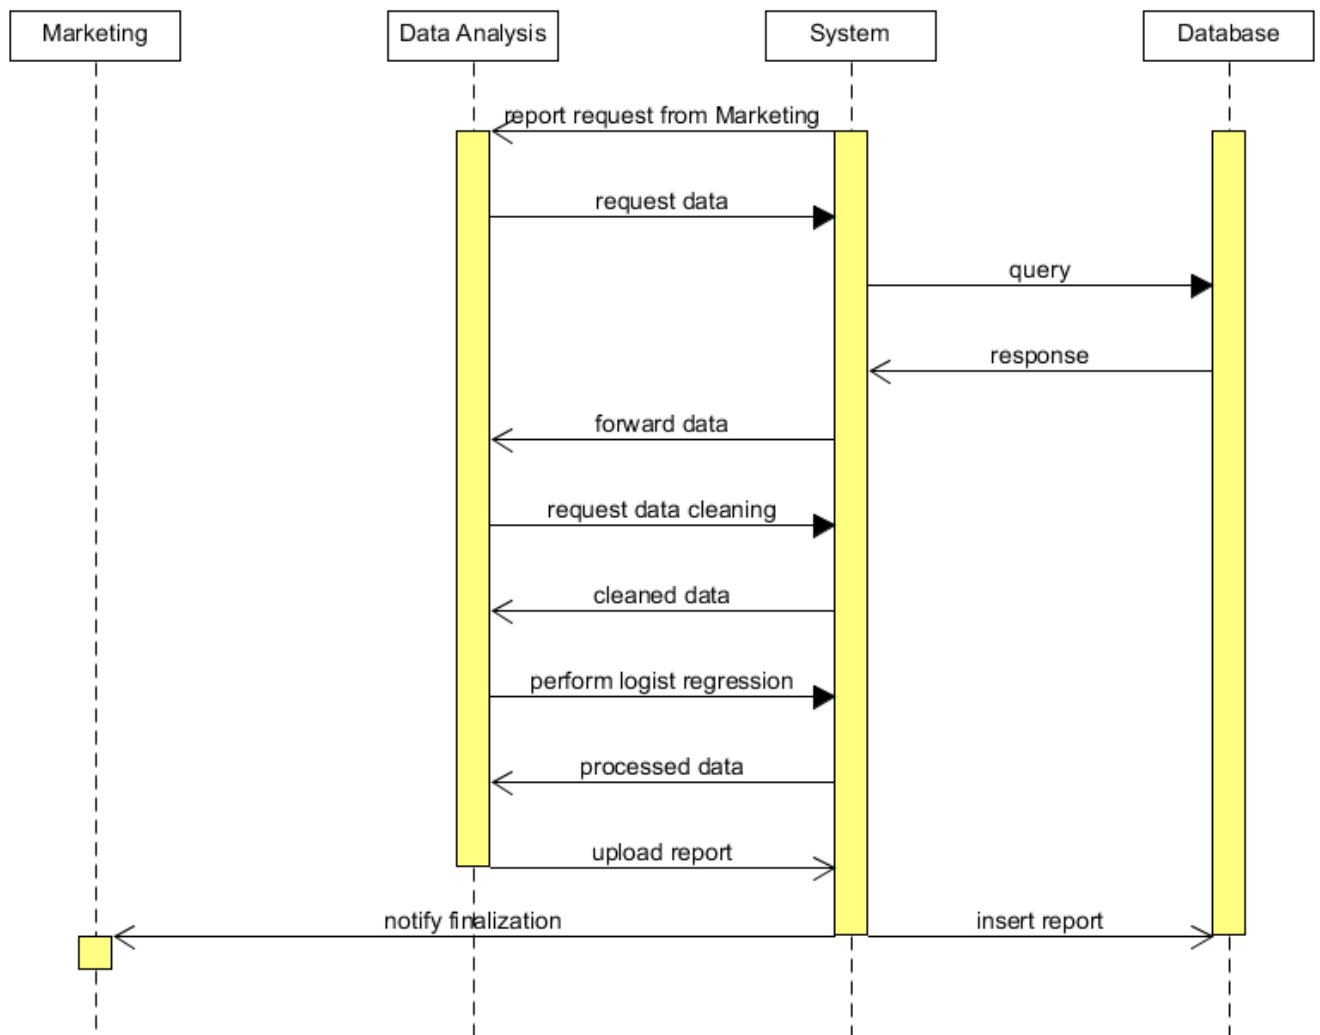 Marketing
Data Analysis
System
Database
report request from Marketing
request data
query
response
forward data
request data cleaning
cleaned data
perform logist regression
processed data
upload report
notify finalization
insert report